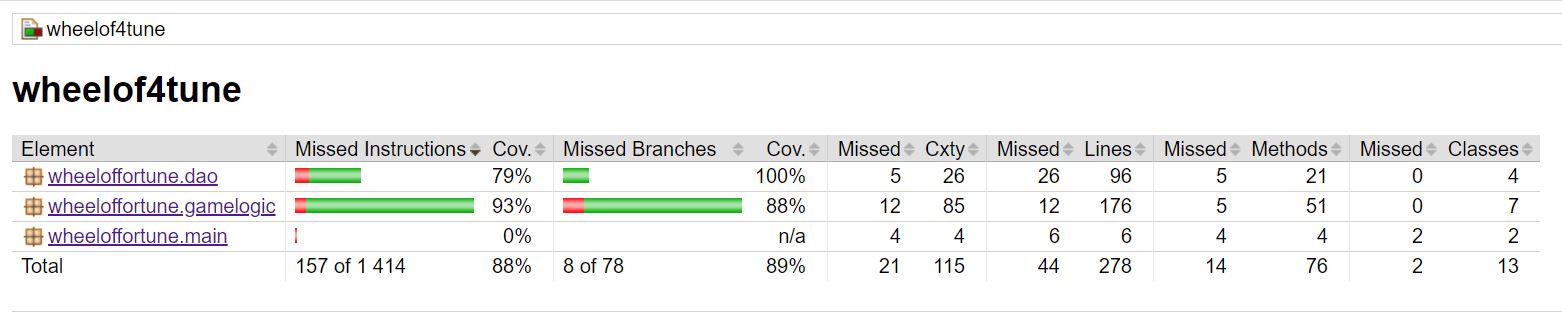 wheelof4tune
wheelof4tune
Element Missed Instructions Cov. Missed Branches Cov. Missed Cxty Missed Lines Missed Methods Missed Classes
wheeloffortune.dao 79% 100% 5 26 26 96 5 21 0 4
wheeloffortune.gamelogic 93% 88% 12 85 12 176 5 51 0 7
wheeloffortune.main 0% n/a 4 4 6 6 4 4 2 2
Total 157 of 1 414 88% 8 of 78 89% 21 115 44 278 14 76 2 13